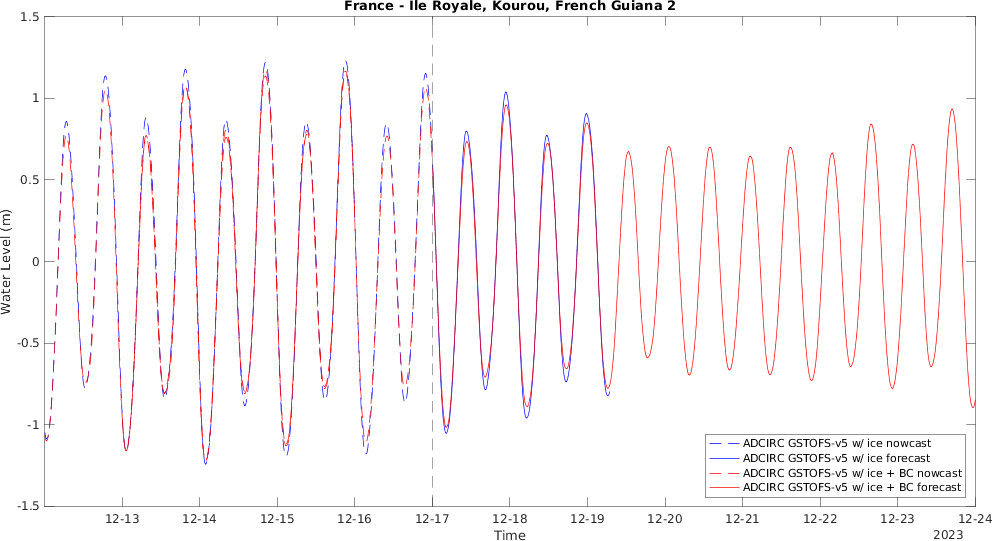 France - Ile Royale, Kourou, French Guiana 2
1.5
1
0.5
0
-0.5
-1
-1.5
Water Level (m)
12-13
12-14
12-15
12-16
12-17
12-18
12-19
12-20
12-21
12-22
12-23
12-24
Time
2023
ADCIRC GSTOFS-v5 w/ ice nowcast
ADCIRC GSTOFS-v5 w/ ice forecast
ADCIRC GSTOFS-v5 w/ ice + BC nowcast
ADCIRC GSTOFS-v5 w/ ice + BC forecast